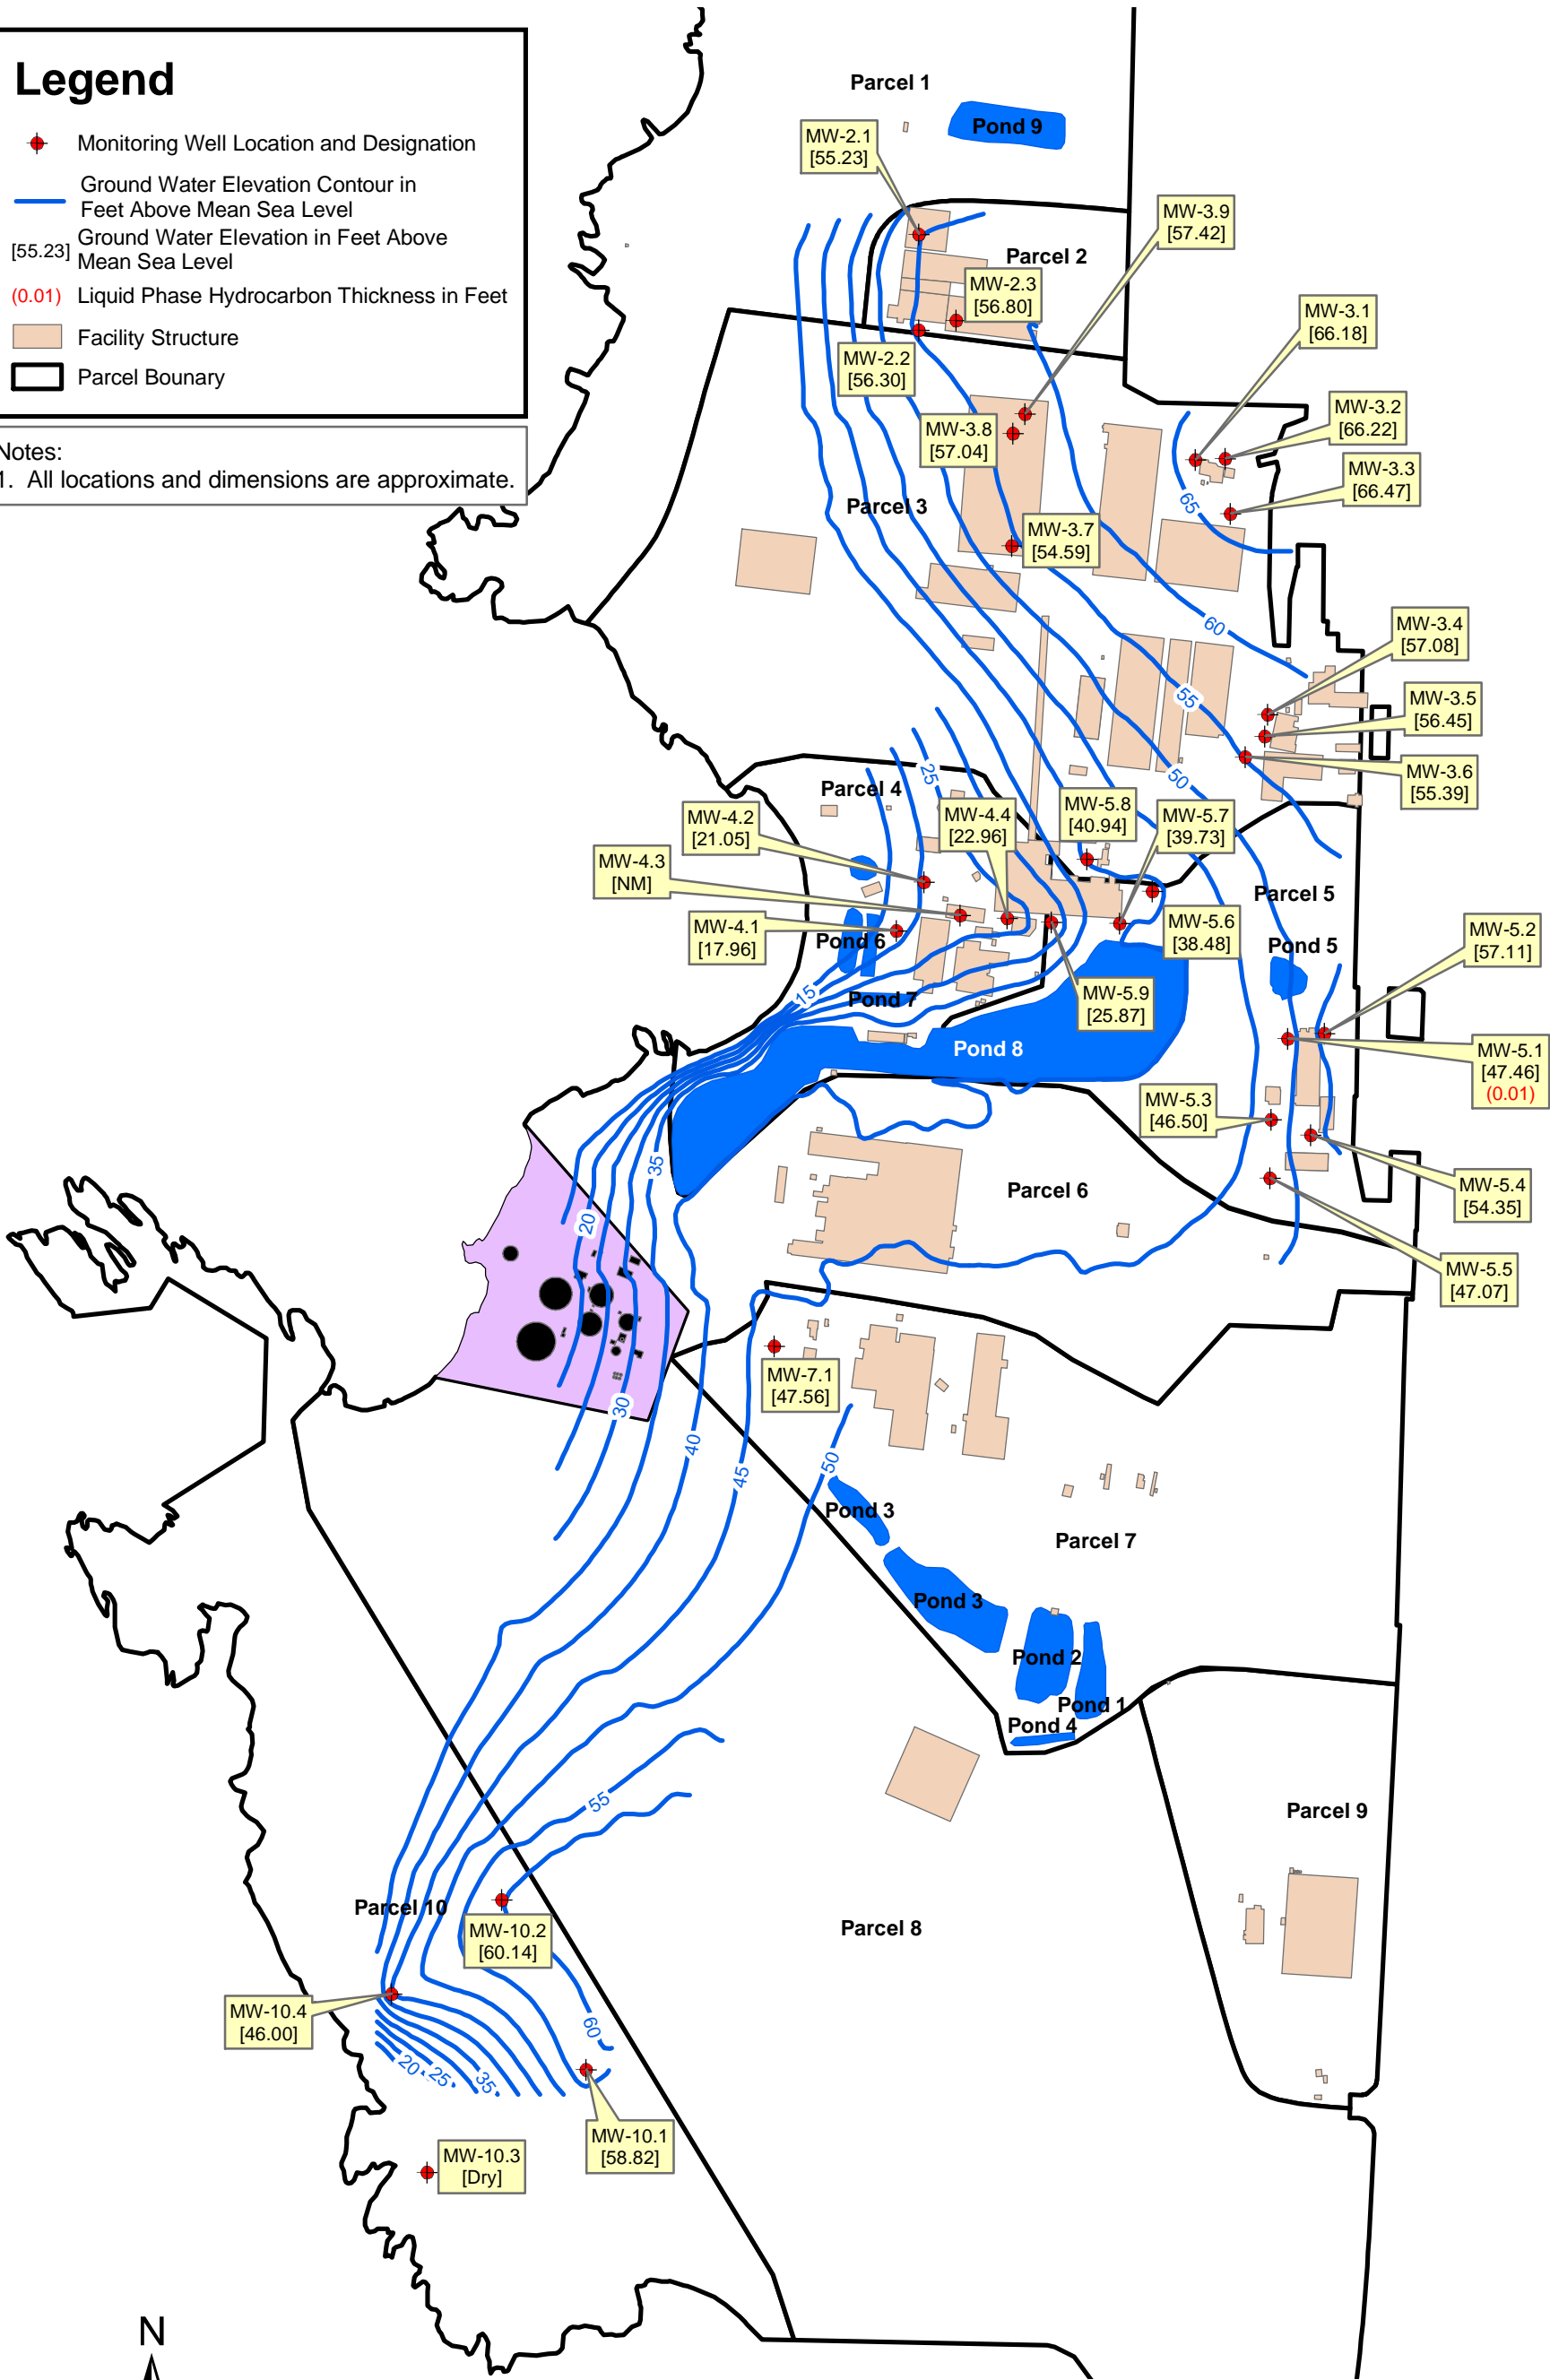 Legend
Monitoring Well Location and Designation
Ground Water Elevation Contour in
Feet Above Mean Sea Level
[55.23] Ground Water Elevation in Feet Above
Mean Sea Level
(0.01) Liquid Phase Hydrocarbon Thickness in Feet
Facility Structure
Parcel Bounary
Notes:
1. All locations and dimensions are approximate.
Parcel 1
Pond 9
MW-2.1
[55.23]
MW-3.9
[57.42]
Parcel 2
MW-2.3
[56.80]
MW-3.1
[66.18]
MW-2.2
[56.30]
MW-3.2
[66.22]
MW-3.8
[57.04]
MW-3.3
[66.47]
65
Parcel 3
MW-3.7
[54.59]
60
MW-3.4
[57.08]
55
MW-3.5
[56.45]
50
MW-3.6
[55.39]
25
Parcel 4
MW-4.2
[21.05]
MW-4.4
[22.96]
MW-5.8
[40.94]
MW-5.7
[39.73]
MW-4.3
[NM]
Parcel 5
MW-4.1
[17.96]
Pond 6
MW-5.6
[38.48]
Pond 5
MW-5.2
[57.11]
15
Pond 7
MW-5.9
[25.87]
Pond 8
MW-5.1
[47.46]
(0.01)
MW-5.3
[46.50]
35
Parcel 6
MW-5.4
[54.35]
20
MW-5.5
[47.07]
MW-7.1
[47.56]
30
40
45
50
Pond 3
Parcel 7
Pond 3
Pond 2
Pond 1
Pond 4
55
Parcel 9
Parcel 10
MW-10.2
[60.14]
Parcel 8
MW-10.4
[46.00]
60
20
25
35
MW-10.1
[58.82]
MW-10.3
[Dry]
N